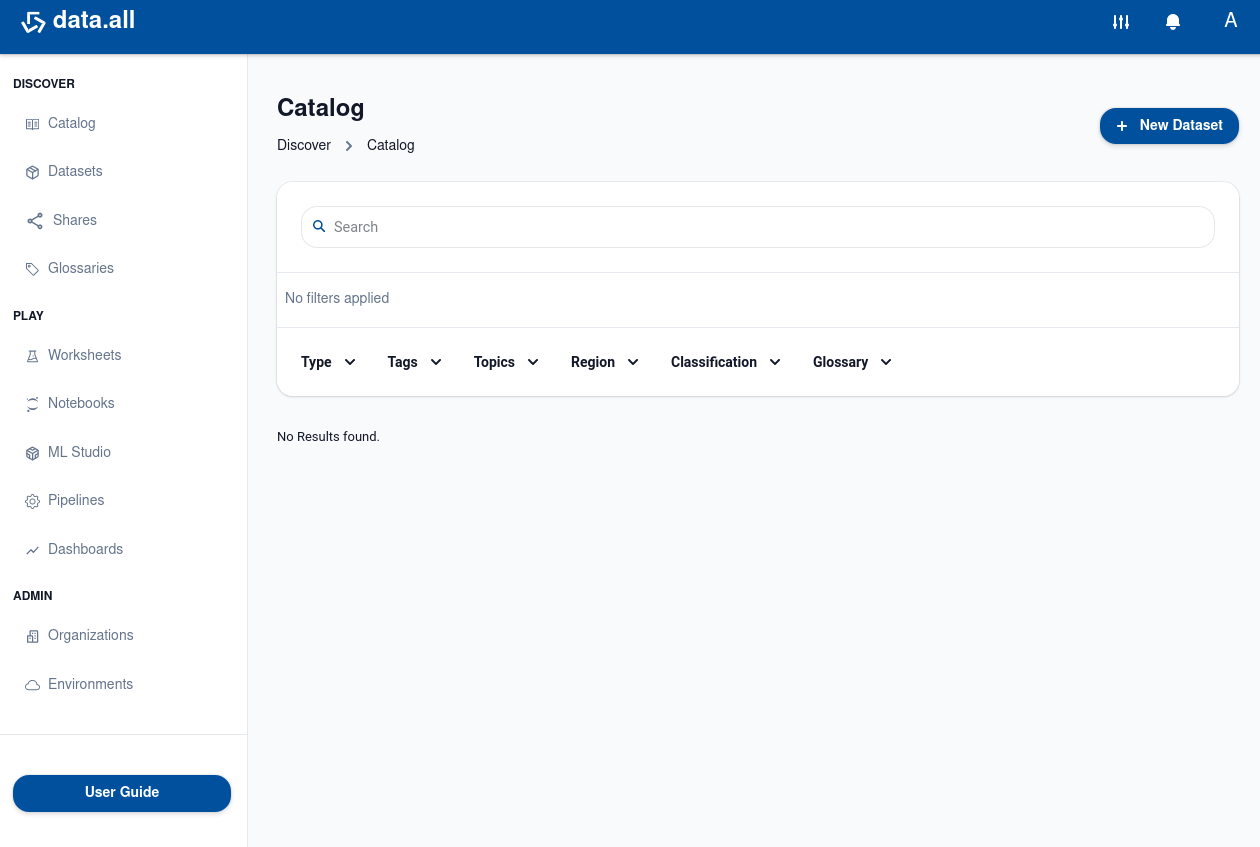 data.all
A
DISCOVER
Catalog
Datasets
Shares
Glossaries
PLAY
Worksheets
Notebooks
ML Studio
Pipelines
Dashboards
ADMIN
Organizations
Environments
User Guide
Catalog
Discover Catalog
New Dataset
Search
No filters applied
Type Tags Topics Region Classification Glossary
No Results found.